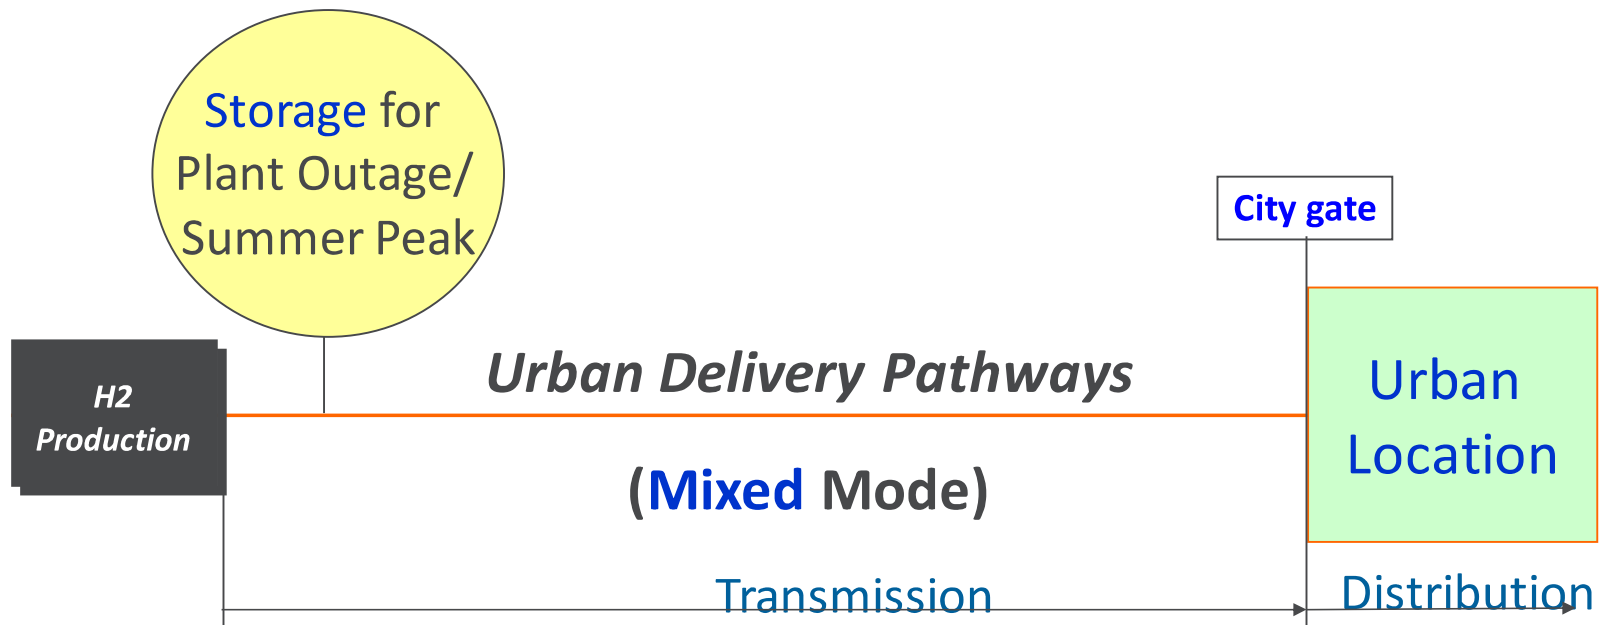 Storage for
Plant Outage/
Summer Peak
City gate
H2
Production
Urban Delivery Pathways
(Mixed Mode)
Urban
Location
Transmission
Distribution